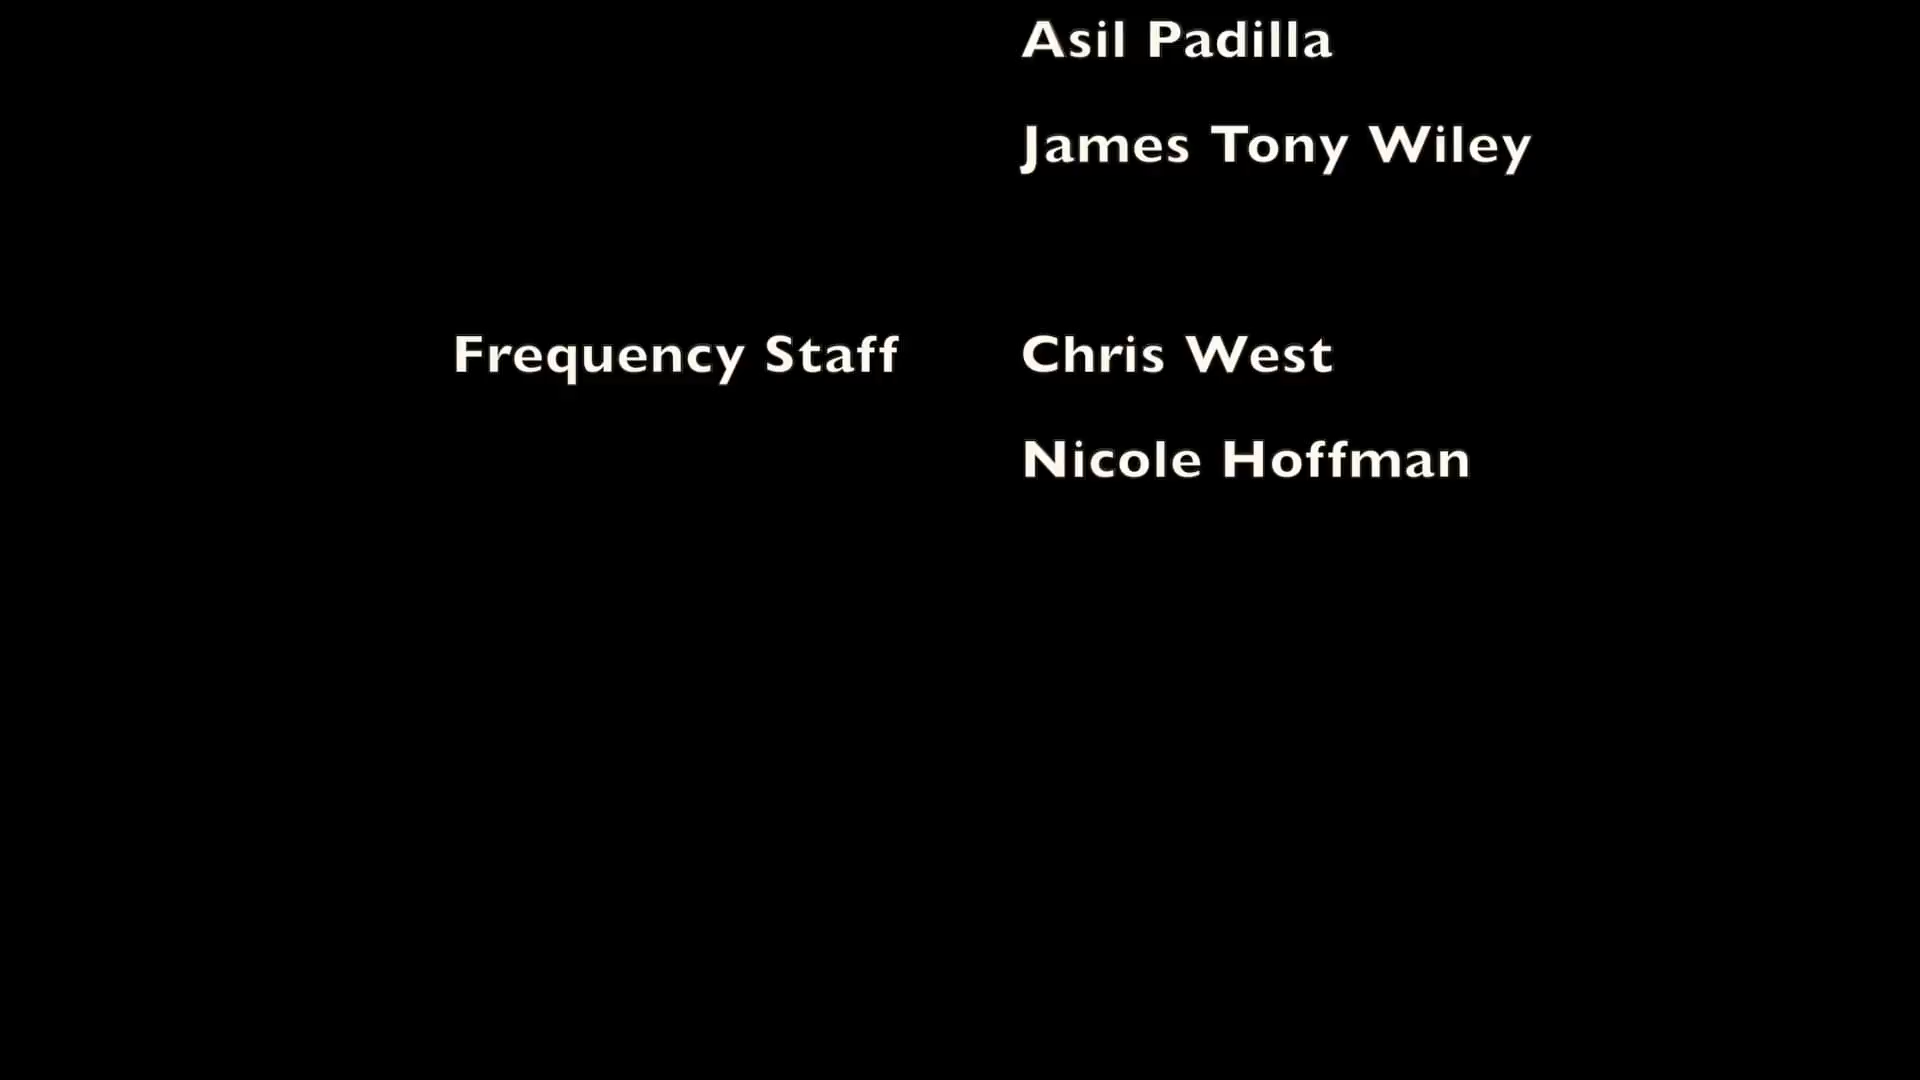 Asil Padilla
James Tony Wiley
Frequency Staff Chris West
Nicole Hoffman